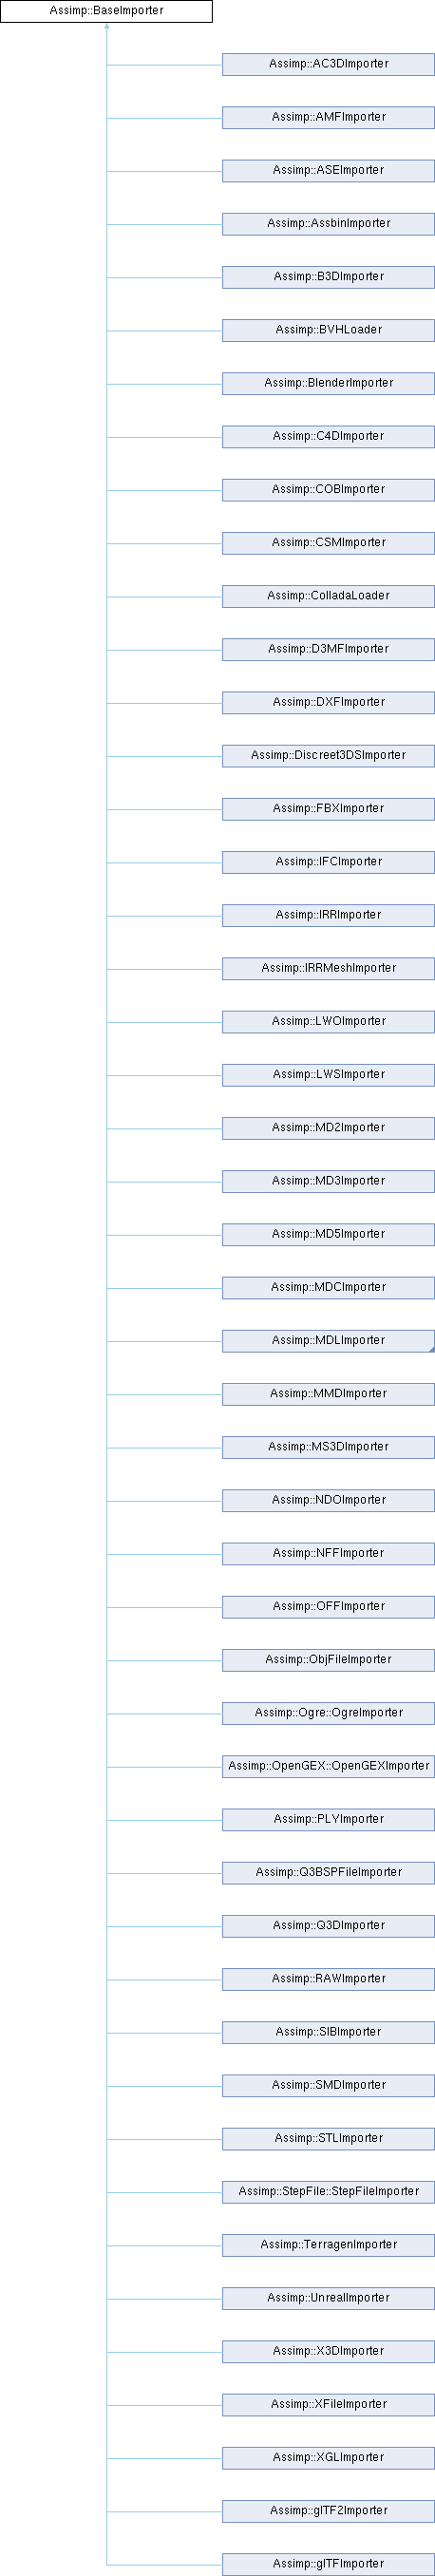 Assimp::BaseImporter
Assimp::AC3DImporter
Assimp::AMFImporter
Assimp::ASEImporter
Assimp::AssbinImporter
Assimp::B3DImporter
Assimp::BVHLoader
Assimp::BlenderImporter
Assimp::C4DImporter
Assimp::COBImporter
Assimp::CSMImporter
Assimp::ColladaLoader
Assimp::D3MFImporter
Assimp::DXFImporter
Assimp::Discreet3DSImporter
Assimp::FBXImporter
Assimp::IFCImporter
Assimp::IRRImporter
Assimp::IRRMeshImporter
Assimp::LWOImporter
Assimp::LWSImporter
Assimp::MD2Importer
Assimp::MD3Importer
Assimp::MD5Importer
Assimp::MDCImporter
Assimp::MDLImporter
Assimp::MMDImporter
Assimp::MS3DImporter
Assimp::NDOImporter
Assimp::NFFImporter
Assimp::OFFImporter
Assimp::ObjFileImporter
Assimp::Ogre::OgreImporter
Assimp::OpenGEX::OpenGEXImporter
Assimp::PLYImporter
Assimp::Q3BSPFileImporter
Assimp::Q3DImporter
Assimp::RAWImporter
Assimp::SIBImporter
Assimp::SMDImporter
Assimp::STLImporter
Assimp::StepFile::StepFileImporter
Assimp::TerragenImporter
Assimp::UnrealImporter
Assimp::X3DImporter
Assimp::XFileImporter
Assimp::XGLImporter
Assimp::glTF2Importer
Assimp::glTFImporter